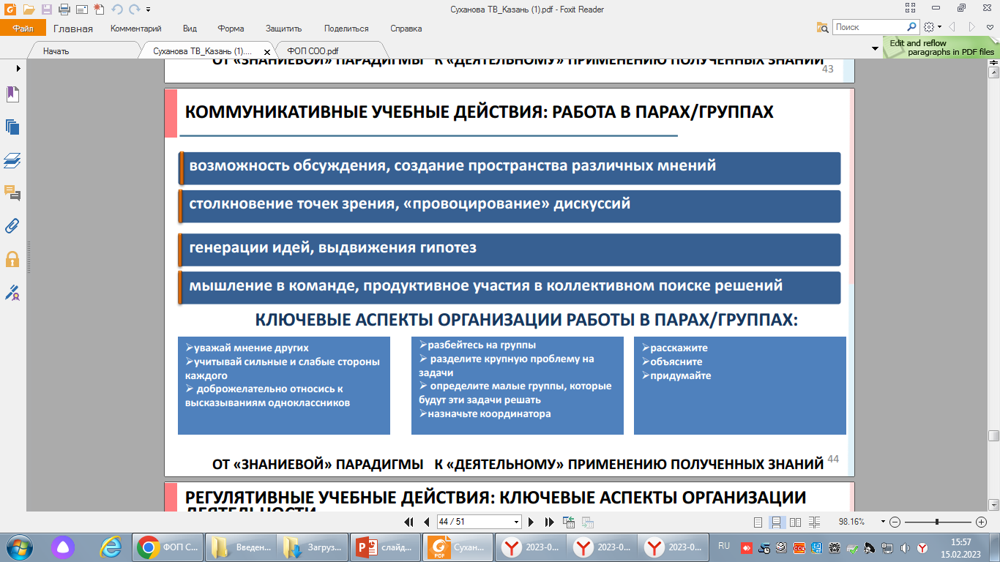 Суханова ТВ_Казань (1).pdf - Foxit Reader
Файл Главная Комментарий Вид Форма Защитить Поделиться Справка Поиск
Начать Суханова ТВ_Казань (1).... ФОП СОО.pdf
Edit and reflow
paragraphs in PDF files
ОТ «ЗНАНИЕВОЙ» ПАРАДИГМЫ К «ДЕЯТЕЛЬНОМУ» ПРИМЕНЕНИЮ ПОЛУЧЕННЫХ ЗНАНИЙ
43
КОММУНИКАТИВНЫЕ УЧЕБНЫЕ ДЕЙСТВИЯ: РАБОТА В ПАРАХ/ГРУППАХ
возможность обсуждения, создание пространства различных мнений
столкновение точек зрения, «провоцирование» дискуссий
генерации идей, выдвижения гипотез
мышление в команде, продуктивное участия в коллективном поиске решений
КЛЮЧЕВЫЕ АСПЕКТЫ ОРГАНИЗАЦИИ РАБОТЫ В ПАРАХ/ГРУППАХ:
➢уважай мнение других
➢учитывай сильные и слабые стороны
каждого
➢ доброжелательно относись к
высказываниям одноклассников
➢разбейтесь на группы
➢ разделите крупную проблему на
задачи
➢ определите малые группы, которые
будут эти задачи решать
➢назначьте координатора
➢расскажите
➢объясните
➢придумайте
ОТ «ЗНАНИЕВОЙ» ПАРАДИГМЫ К «ДЕЯТЕЛЬНОМУ» ПРИМЕНЕНИЮ ПОЛУЧЕННЫХ ЗНАНИЙ
44
РЕГУЛЯТИВНЫЕ УЧЕБНЫЕ ДЕЙСТВИЯ: КЛЮЧЕВЫЕ АСПЕКТЫ ОРГАНИЗАЦИИ
ДЕЯТЕЛЬНОСТИ
44 / 51
98.16%
ФОП С... Введен... Загруз... слайд... Сухан... 2023-0... 2023-0... 2023-0... RU
15:57
15.02.2023